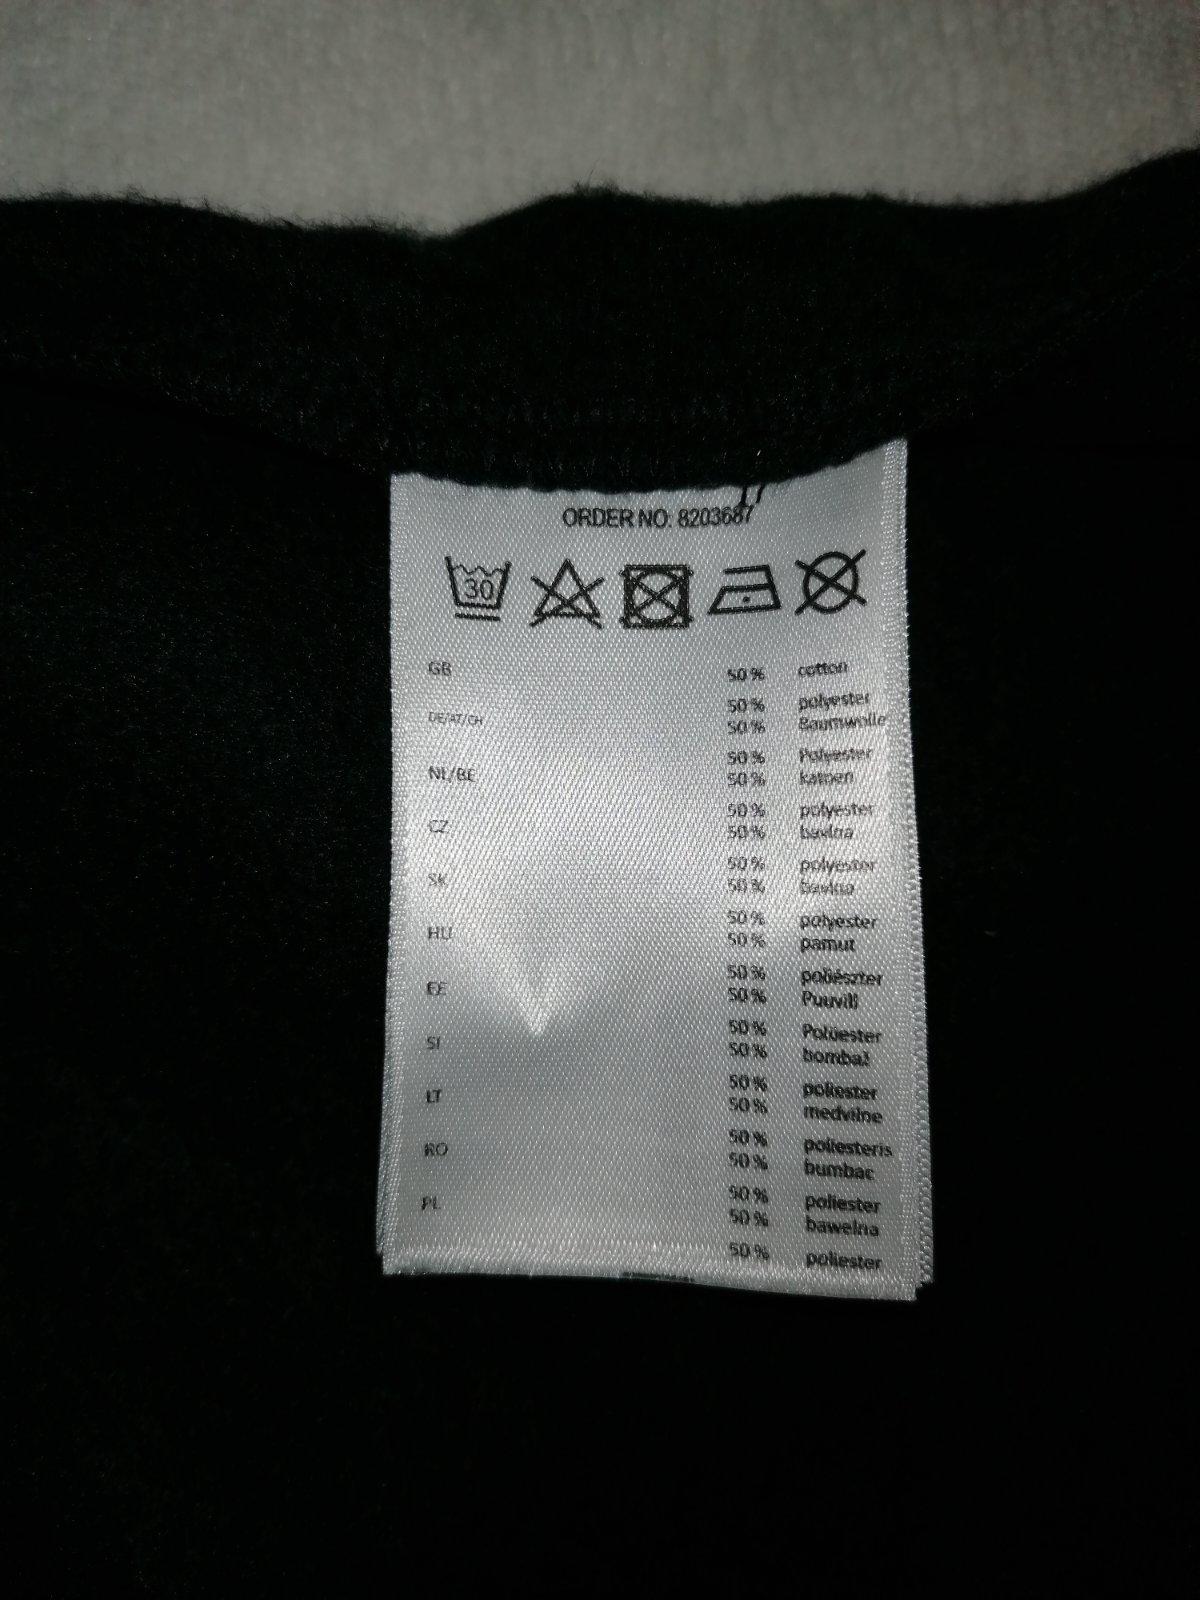 17
ORDER NO: 8203687
30
GB 50 % cotton
50 % polyester
DE/AT/CH 50 % Baumwolle
50 % Polyester
NL/BE 50 % katoen
50 % polyester
CZ 50 % bavlna
50 % polyester
SK 50 % bavlna
50 % polyester
HU 50 % pamut
50 % poliészter
EE 50 % Puuvill
50 % Polüester
SI 50 % bombaž
50 % poliester
LT 50 % medvilne
50 % poliesteris
RO 50 % bumbac
50 % poliester
PL 50 % bawelna
50 % poliester